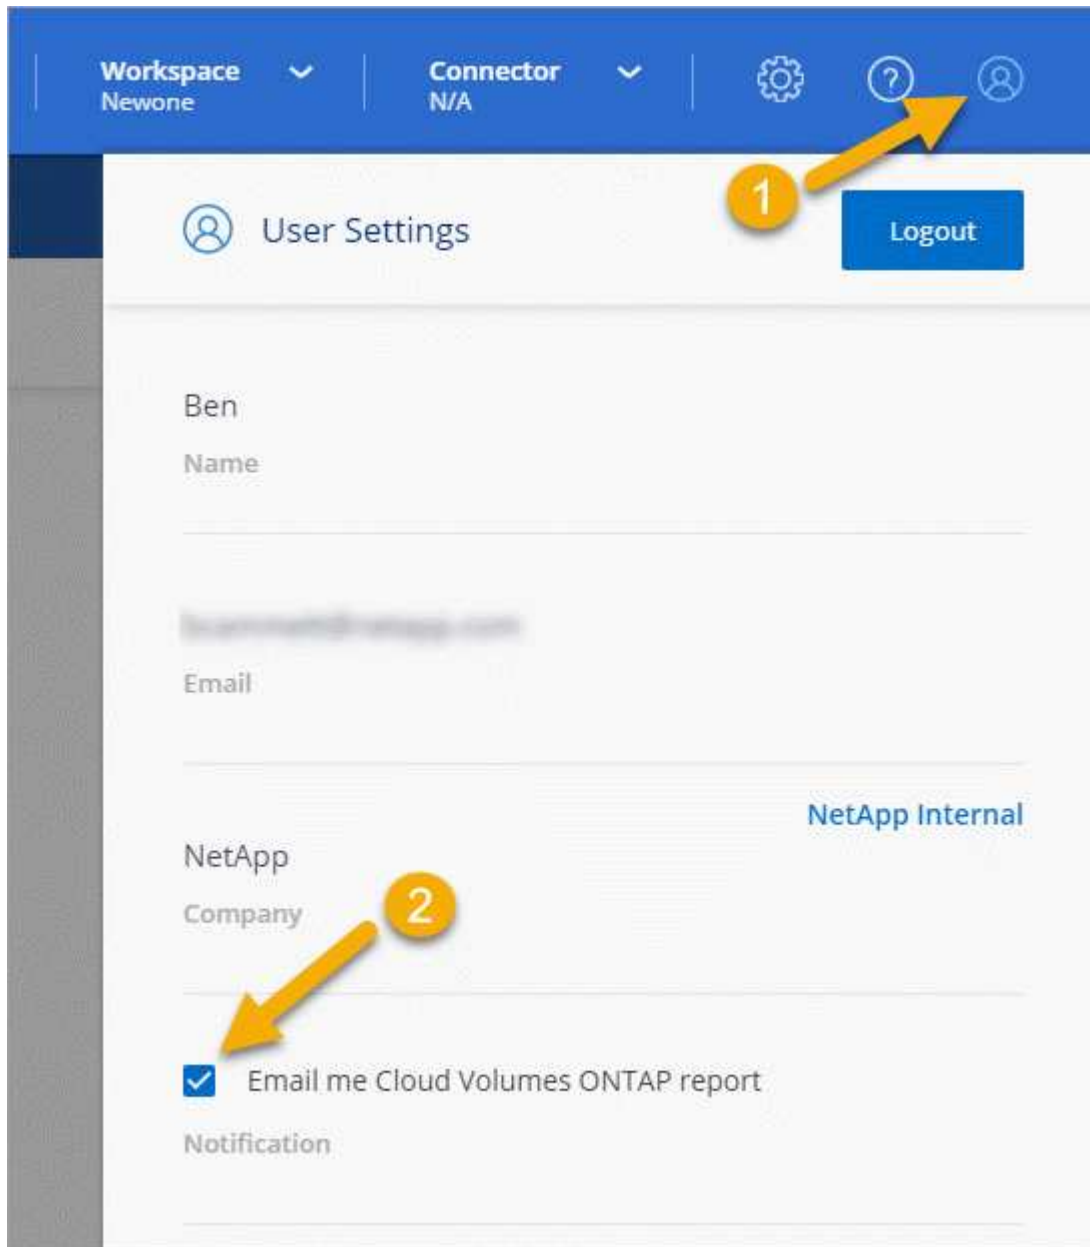 Workspace
Newone
Connector
N/A
1
User Settings
Logout
Ben
Name
Email
NetApp Internal
NetApp
Company
2
Email me Cloud Volumes ONTAP report
Notification